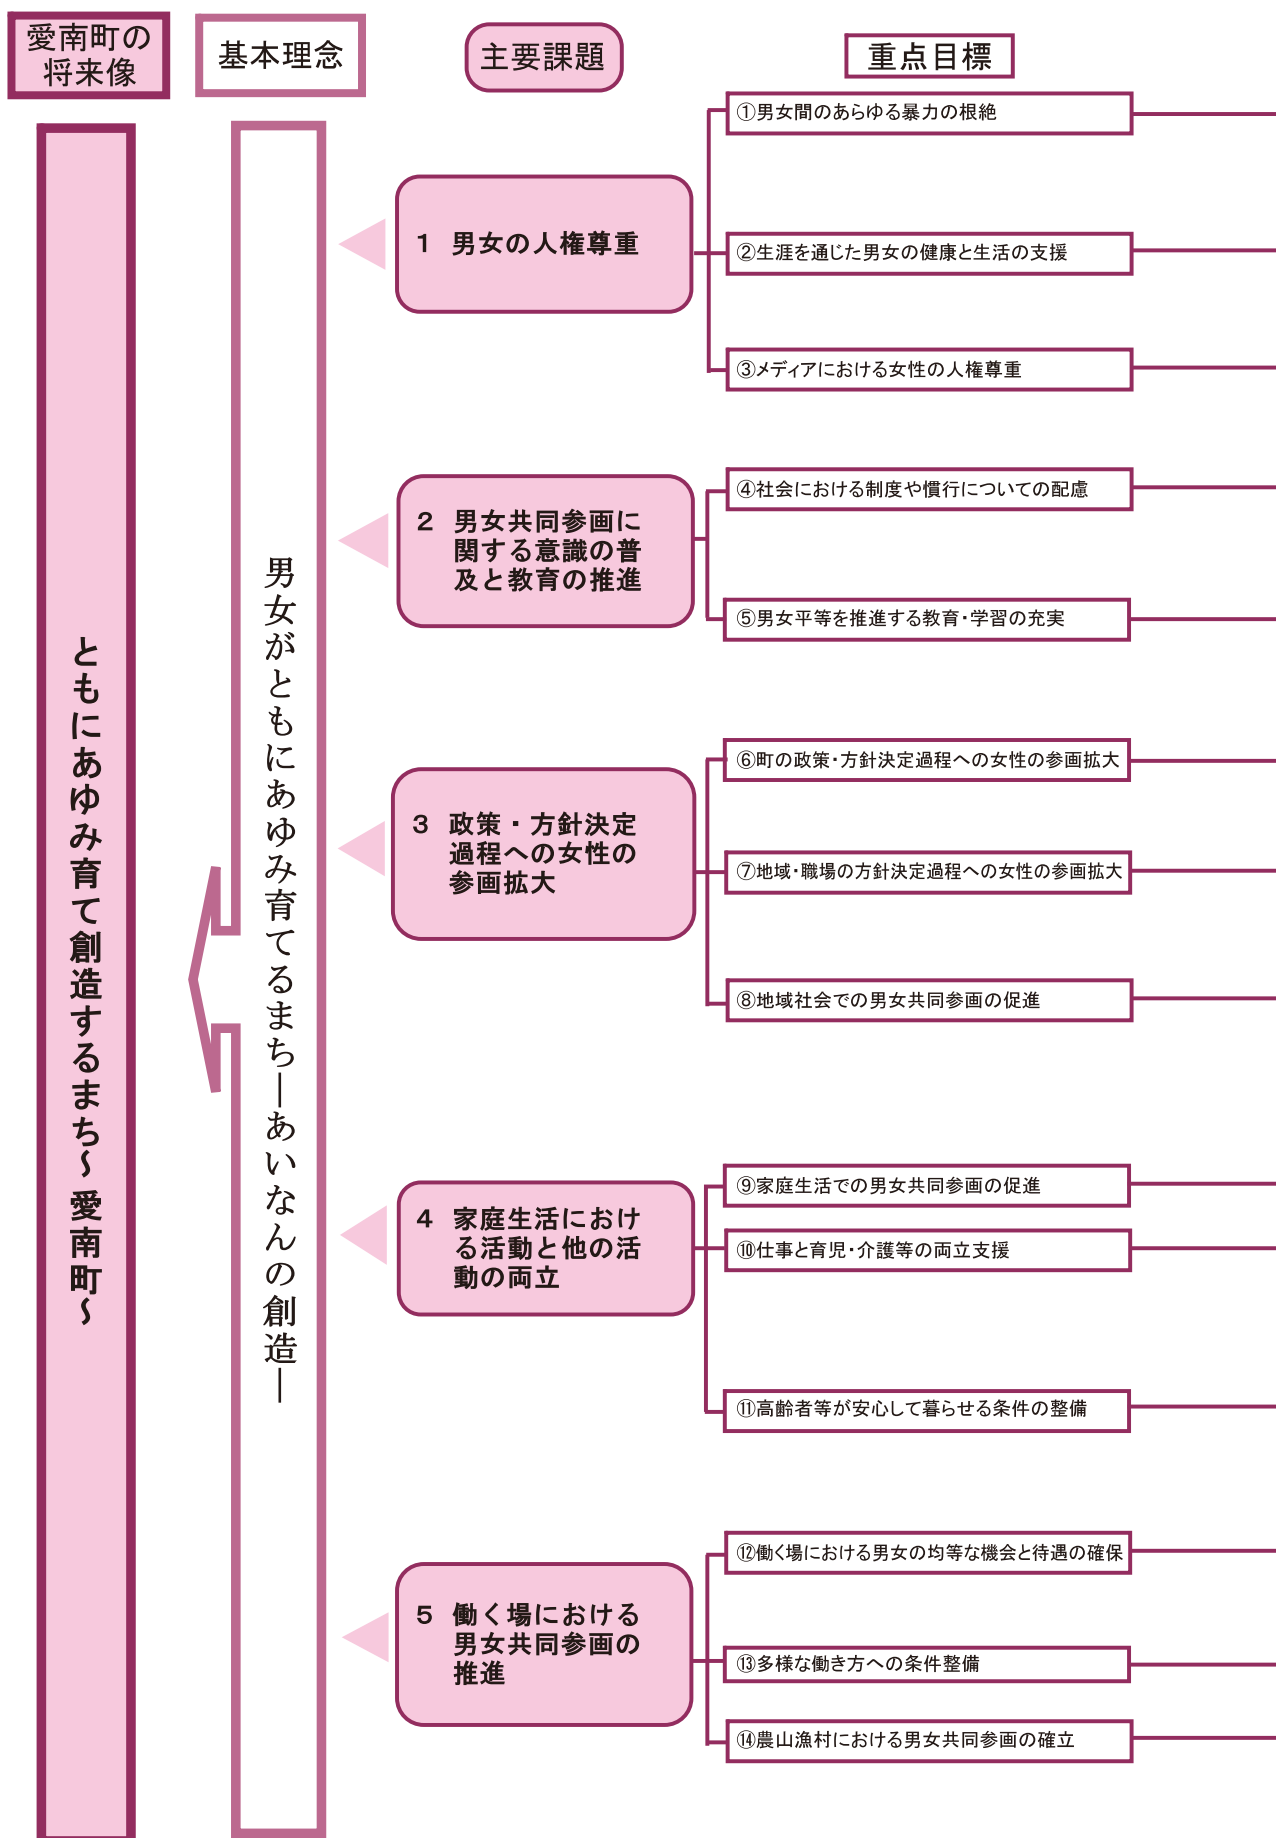 愛南町の
将来像
基本理念
主要課題
重点目標
ともにあゆみ育て創造するまち～愛南町～
男女がともにあゆみ育てるまち―あいなんの創造―
1 男女の人権尊重
①男女間のあらゆる暴力の根絶
②生涯を通じた男女の健康と生活の支援
③メディアにおける女性の人権尊重
2 男女共同参画に
関する意識の普
及と教育の推進
④社会における制度や慣行についての配慮
⑤男女平等を推進する教育・学習の充実
3 政策・方針決定
過程への女性の
参画拡大
⑥町の政策・方針決定過程への女性の参画拡大
⑦地域・職場の方針決定過程への女性の参画拡大
⑧地域社会での男女共同参画の促進
4 家庭生活におけ
る活動と他の活
動の両立
⑨家庭生活での男女共同参画の促進
⑩仕事と育児・介護等の両立支援
⑪高齢者等が安心して暮らせる条件の整備
5 働く場における
男女共同参画の
推進
⑫働く場における男女の均等な機会と待遇の確保
⑬多様な働き方への条件整備
⑭農山漁村における男女共同参画の確立